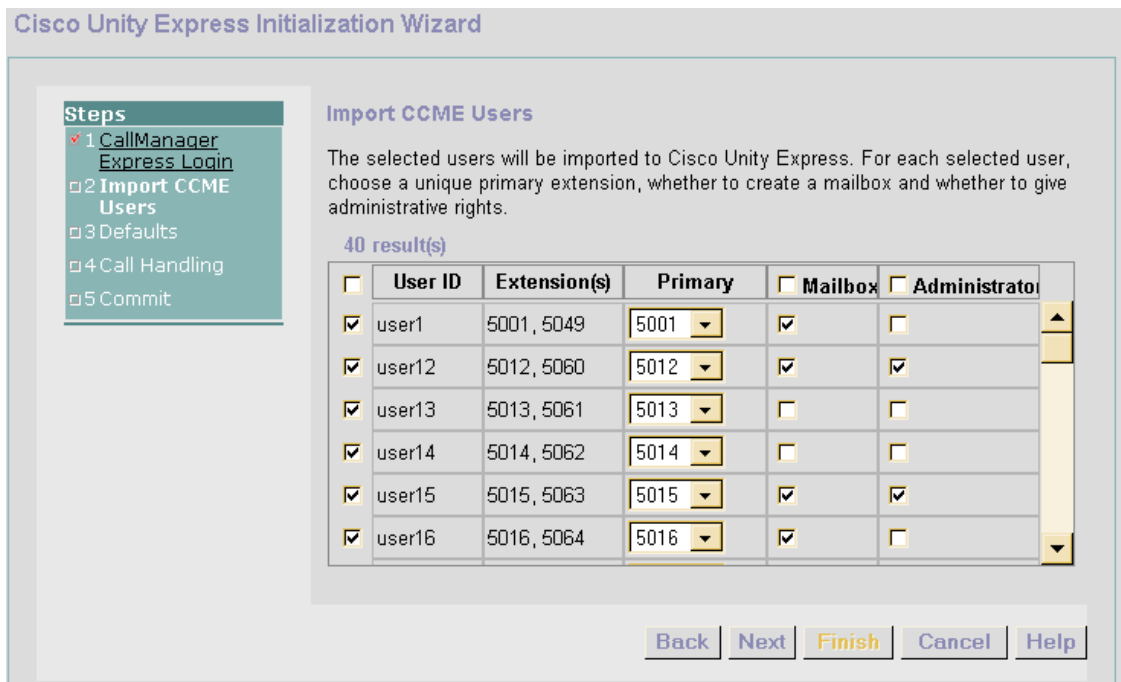 Cisco Unity Express Initialization Wizard
Steps
1 CallManager
Express Login
2 Import CCME
Users
3 Defaults
4 Call Handling
5 Commit
Import CCME Users
The selected users will be imported to Cisco Unity Express. For each selected user,
choose a unique primary extension, whether to create a mailbox and whether to give
administrative rights.
40 result(s)
User ID Extension(s) Primary Mailbox Administrator
user1 5001, 5049 5001
user12 5012, 5060 5012
user13 5013, 5061 5013
user14 5014, 5062 5014
user15 5015, 5063 5015
user16 5016, 5064 5016
Back Next Finish Cancel Help